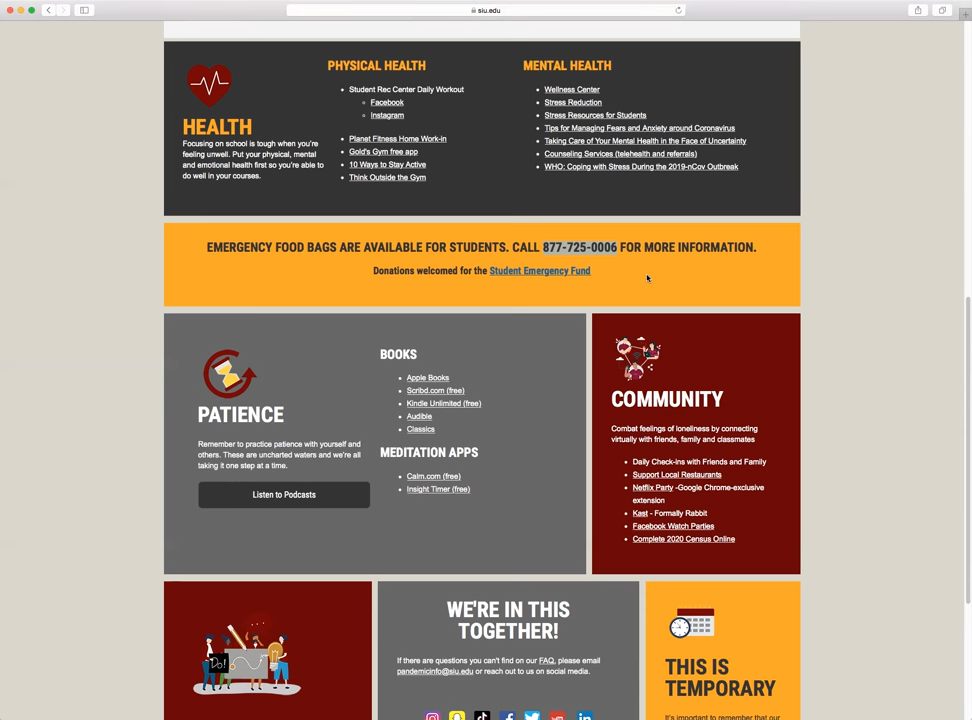 siu.edu
HEALTH
Focusing on school is tough when you're
feeling unwell. Put your physical, mental
and emotional health first so you're able to
do well in your courses.
PHYSICAL HEALTH
Student Rec Center Daily Workout
Facebook
Instagram
Planet Fitness Home Work-in
Gold's Gym free app
10 Ways to Stay Active
Think Outside the Gym
MENTAL HEALTH
Wellness Center
Stress Reduction
Stress Resources for Students
Tips for Managing Fears and Anxiety around Coronavirus
Taking Care of Your Mental Health in the Face of Uncertainty
Counseling Services (telehealth and referrals)
WHO: Coping with Stress During the 2019-nCov Outbreak
EMERGENCY FOOD BAGS ARE AVAILABLE FOR STUDENTS. CALL 877-725-0006 FOR MORE INFORMATION.
Donations welcomed for the Student Emergency Fund
PATIENCE
Remember to practice patience with yourself and
others. These are uncharted waters and we're all
taking it one step at a time.
Listen to Podcasts
BOOKS
Apple Books
Scribd.com (free)
Kindle Unlimited (free)
Audible
Classics
MEDITATION APPS
Calm.com (free)
Insight Timer (free)
COMMUNITY
Combat feelings of loneliness by connecting
virtually with friends, family and classmates
Daily Check-ins with Friends and Family
Support Local Restaurants
Netflix Party -Google Chrome-exclusive
extension
Kast - Formally Rabbit
Facebook Watch Parties
Complete 2020 Census Online
Do!
WE'RE IN THIS
TOGETHER!
If there are questions you can't find on our FAQ, please email
pandemicinfo@siu.edu or reach out to us on social media.
THIS IS
TEMPORARY
It's important to remember that our